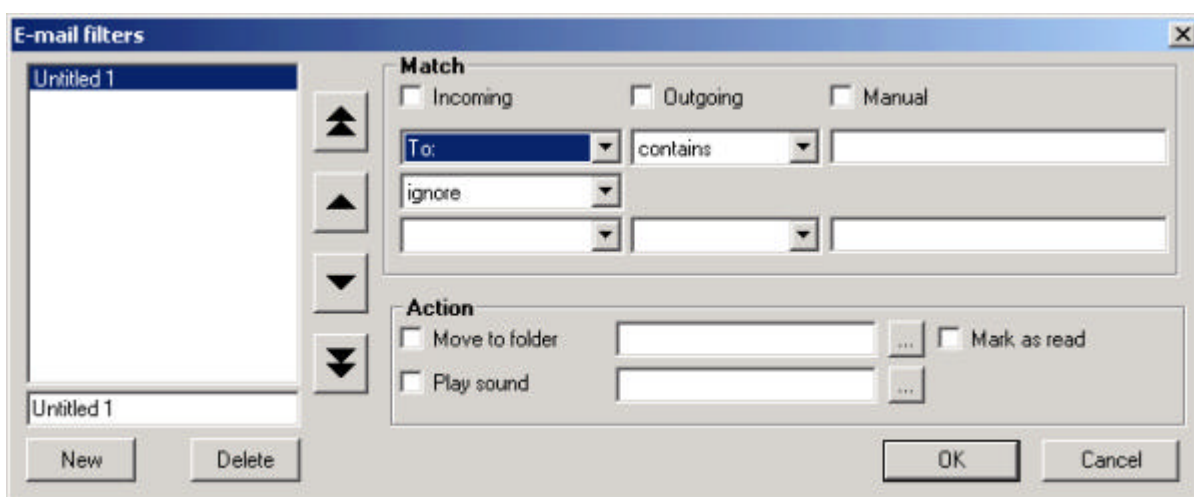 E-mail filters
Untitled 1
Match
Incoming
Outgoing
Manual
To:
contains
ignore
Action
Move to folder
...
Mark as read
Play sound
...
Untitled 1
New
Delete
OK
Cancel